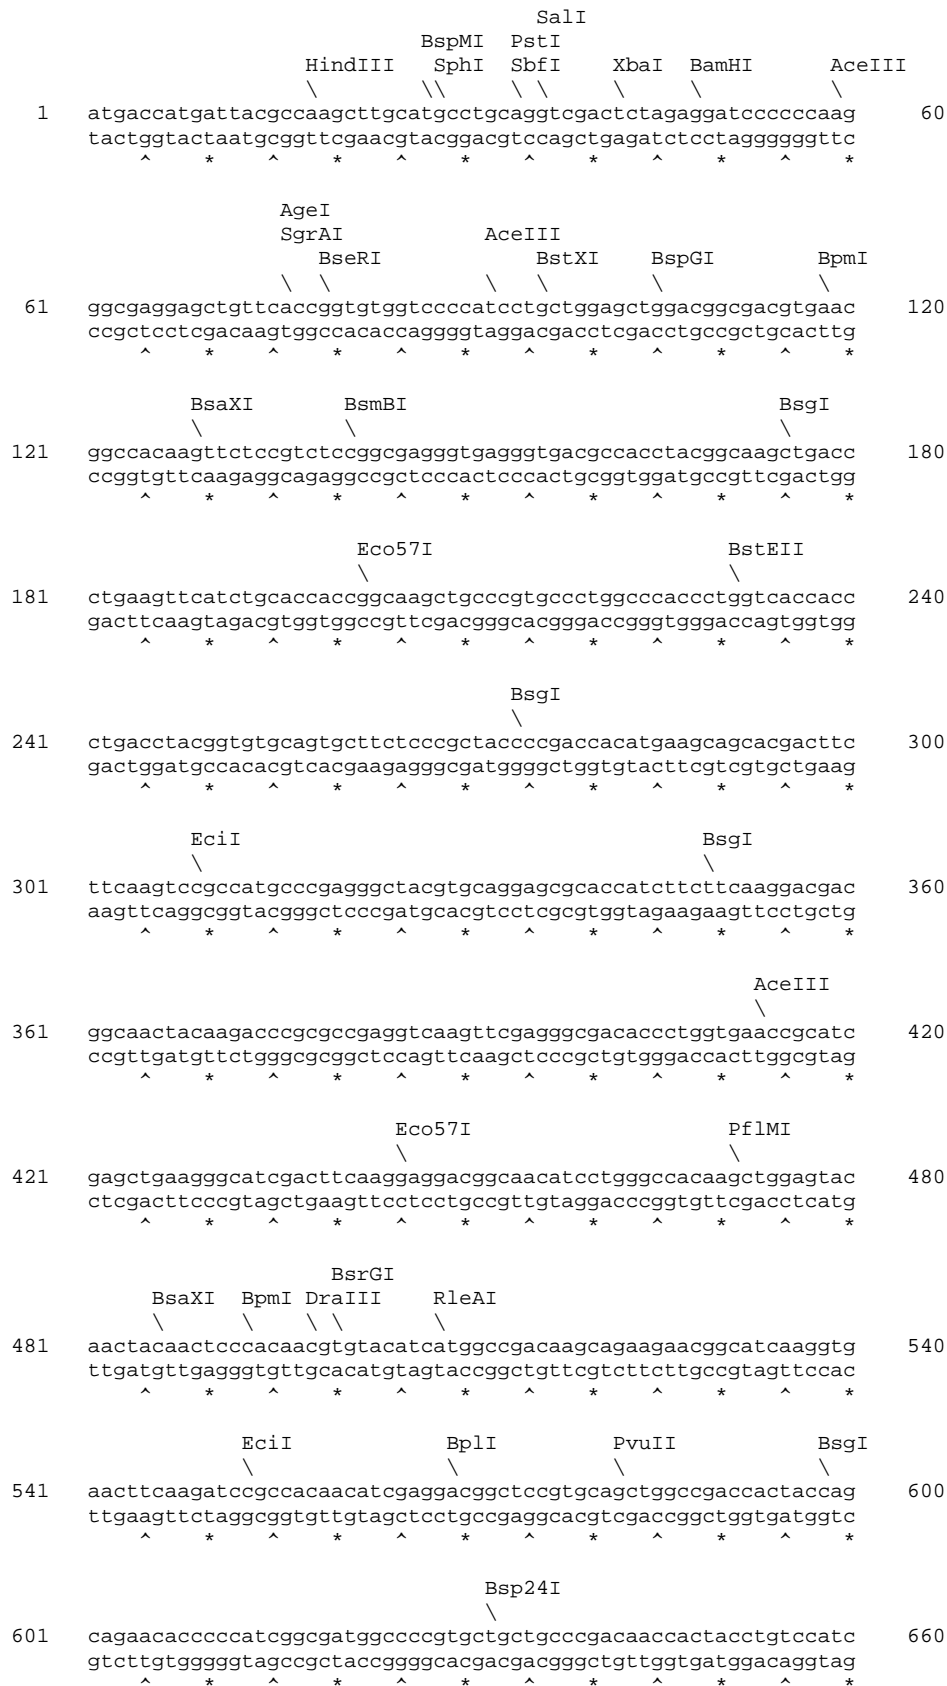 SalI
BspMI PstI
HindIII SphI SbfI XbaI BamHI AceIII
\ \\ \ \ \ \ \
1 atgaccatgattacgccaagcttgcatgcctgcaggtcgactctagaggatccccccaag 60
tactggtactaatgcggttcgaacgtacggacgtccagctgagatctcctaggggggttc
^ * ^ * ^ * ^ * ^ * ^ *
AgeI
SgrAI AceIII
BseRI BstXI BspGI BpmI
\ \ \ \ \ \
61 ggcgaggagctgttcaccggtgtggtccccatcctgctggagctggacggcgacgtgaac 120
ccgctcctcgacaagtggccacaccaggggtaggacgacctcgacctgccgctgcacttg
^ * ^ * ^ * ^ * ^ * ^ *
BsaXI BsmBI BsgI
\ \ \
121 ggccacaagttctccgtctccggcgagggtgagggtgacgccacctacggcaagctgacc 180
ccggtgttcaagaggcagaggccgctcccactcccactgcggtggatgccgttcgactgg
^ * ^ * ^ * ^ * ^ * ^ *
Eco57I BstEII
\ \
181 ctgaagttcatctgcaccaccggcaagctgcccgtgccctggcccaccctggtcaccacc 240
gacttcaagtagacgtggtggccgttcgacgggcacgggaccgggtgggaccagtggtgg
^ * ^ * ^ * ^ * ^ * ^ *
BsgI
\
241 ctgacctacggtgtgcagtgcttctcccgctaccccgaccacatgaagcagcacgacttc 300
gactggatgccacacgtcacgaagagggcgatggggctggtgtacttcgtcgtgctgaag
^ * ^ * ^ * ^ * ^ * ^ *
EciI BsgI
\ \
301 ttcaagtccgccatgcccgagggctacgtgcaggagcgcaccatcttcttcaaggacgac 360
aagttcaggcggtacgggctcccgatgcacgtcctcgcgtggtagaagaagttcctgctg
^ * ^ * ^ * ^ * ^ * ^ *
AceIII
\
361 ggcaactacaagacccgcgccgaggtcaagttcgagggcgacaccctggtgaaccgcatc 420
ccgttgatgttctgggcgcggctccagttcaagctcccgctgtgggaccacttggcgtag
^ * ^ * ^ * ^ * ^ * ^ *
Eco57I PflMI
\ \
421 gagctgaagggcatcgacttcaaggaggacggcaacatcctgggccacaagctggagtac 480
ctcgacttcccgtagctgaagttcctcctgccgttgtaggacccggtgttcgacctcatg
^ * ^ * ^ * ^ * ^ * ^ *
BsrGI
BsaXI BpmI DraIII RleAI
\ \ \ \ \
481 aactacaactcccacaacgtgtacatcatggccgacaagcagaagaacggcatcaaggtg 540
ttgatgttgagggtgttgcacatgtagtaccggctgttcgtcttcttgccgtagttccac
^ * ^ * ^ * ^ * ^ * ^ *
EciI BplI PvuII BsgI
\ \ \ \
541 aacttcaagatccgccacaacatcgaggacggctccgtgcagctggccgaccactaccag 600
ttgaagttctaggcggtgttgtagctcctgccgaggcacgtcgaccggctggtgatggtc
^ * ^ * ^ * ^ * ^ * ^ *
Bsp24I
\
601 cagaacacccccatcggcgatggccccgtgctgctgcccgacaaccactacctgtccatc 660
gtcttgtgggggtagccgctaccggggcacgacgacgggctgttggtgatggacaggtag
^ * ^ * ^ * ^ * ^ * ^ *